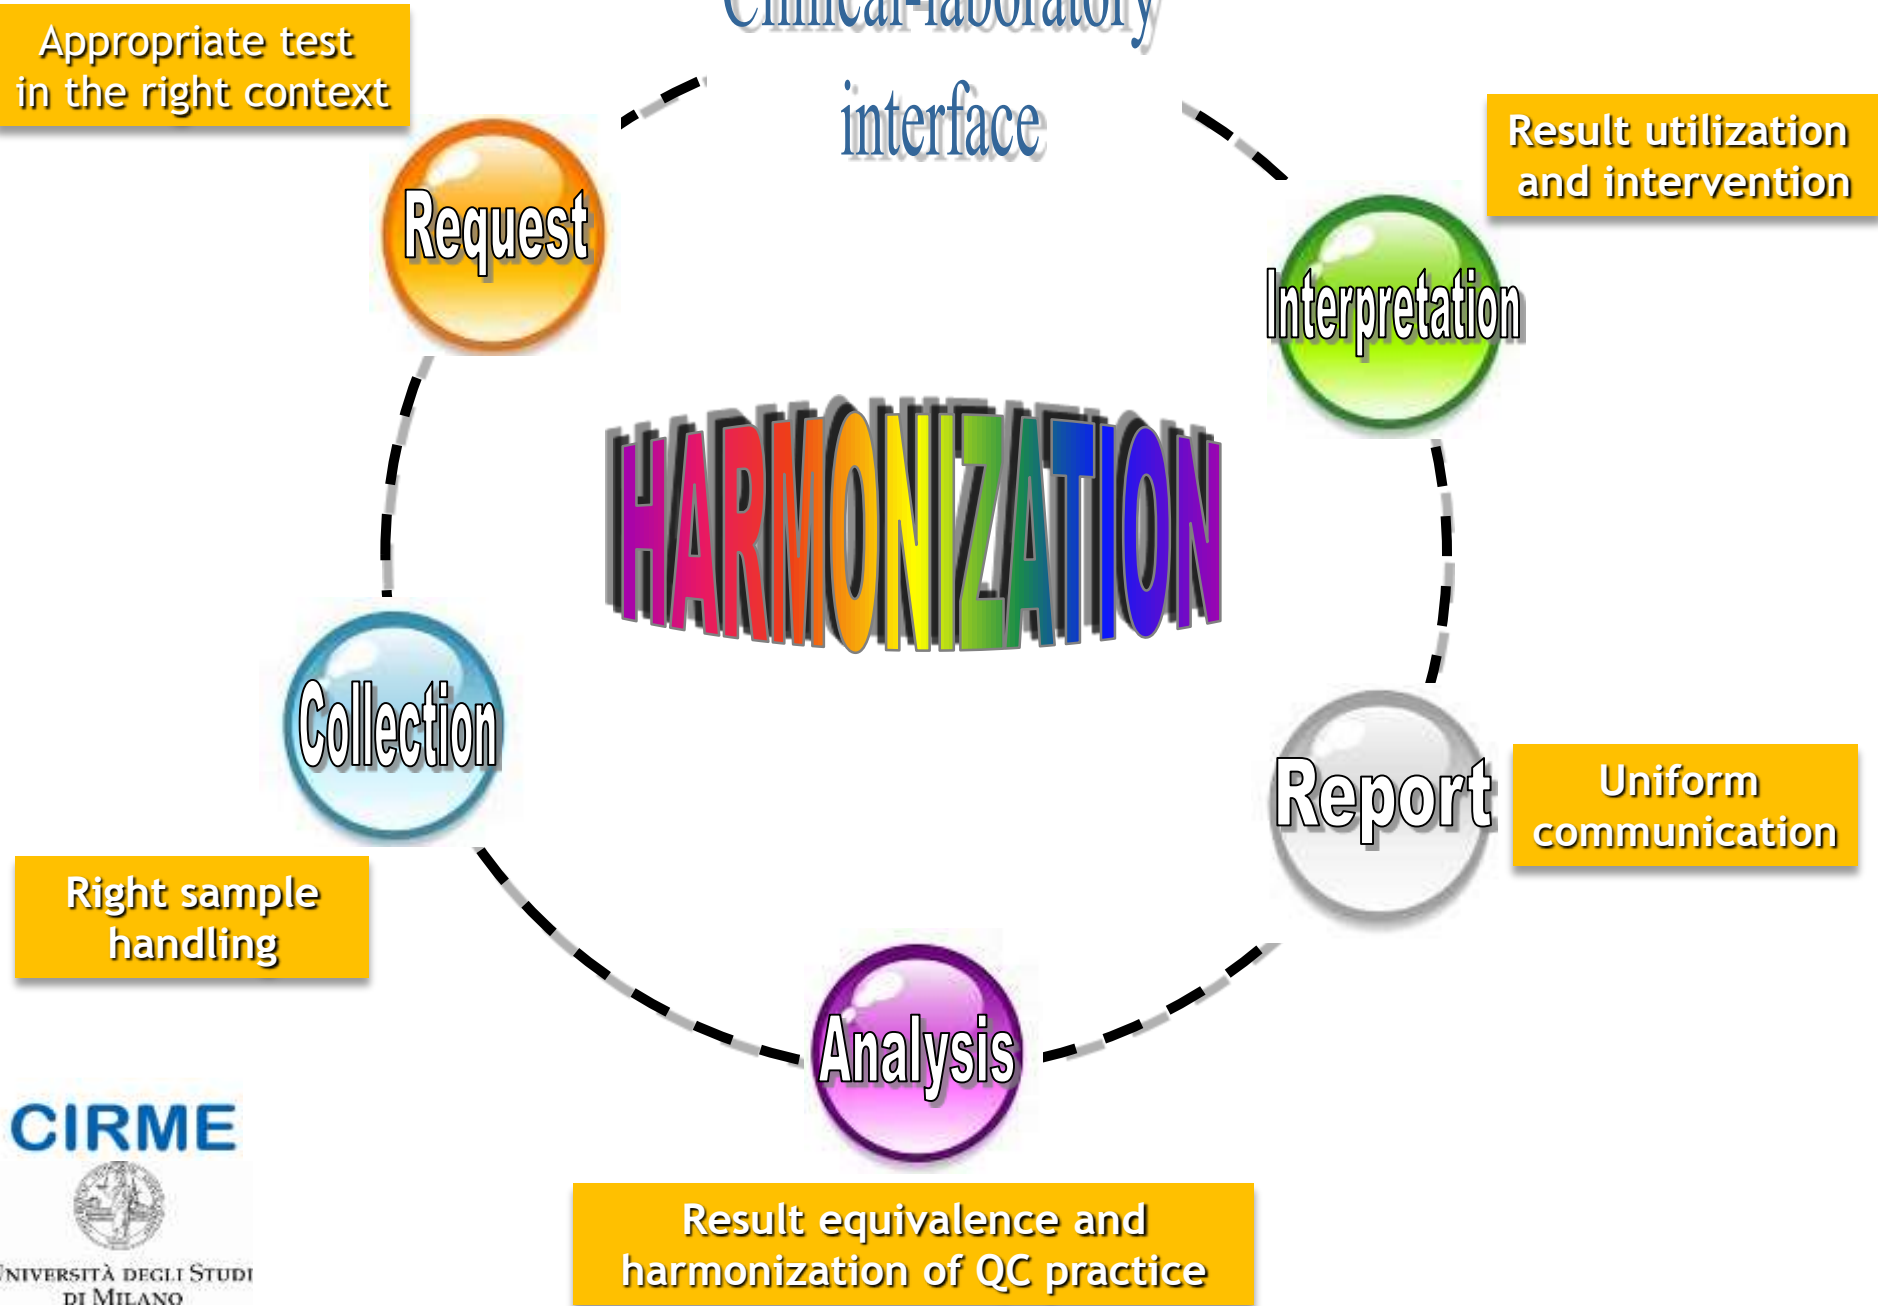 Clinical-laboratory
interface
Appropriate test
in the right context
Request
Result utilization
and intervention
Interpretation
HARMONIZATION
Collection
Right sample
handling
Report
Uniform
communication
Analysis
Result equivalence and
harmonization of QC practice
CIRME
UNIVERSITÀ DEGLI STUDI
DI MILANO